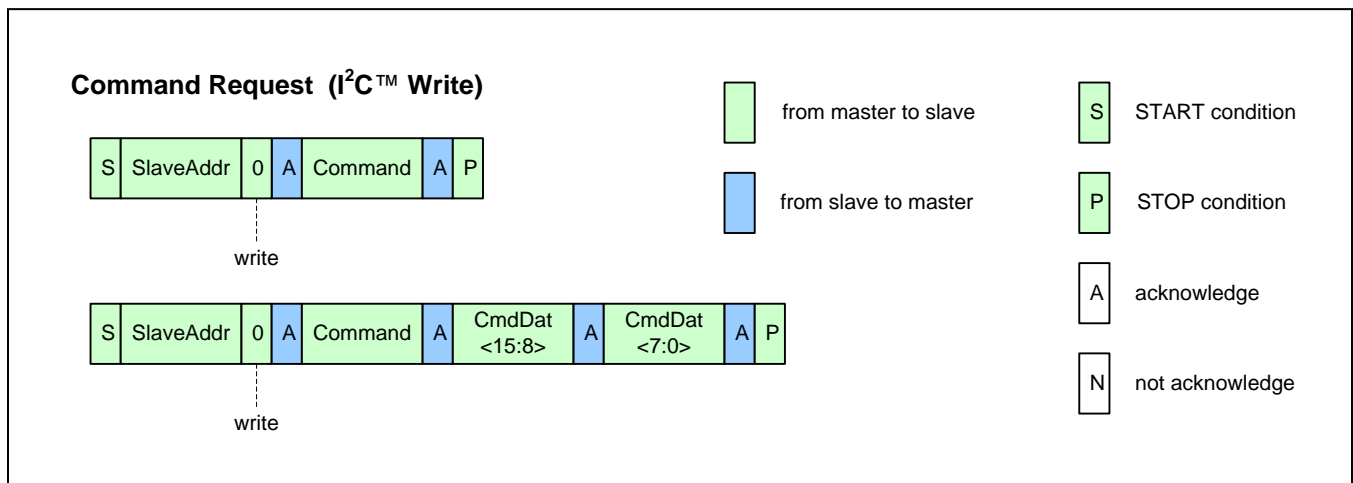 Command Request (I²C™ Write)
S SlaveAddr 0 A Command A P
write
S SlaveAddr 0 A Command A CmdDat <15:8> A CmdDat <7:0> A P
write
from master to slave
from slave to master
S START condition
P STOP condition
A acknowledge
N not acknowledge